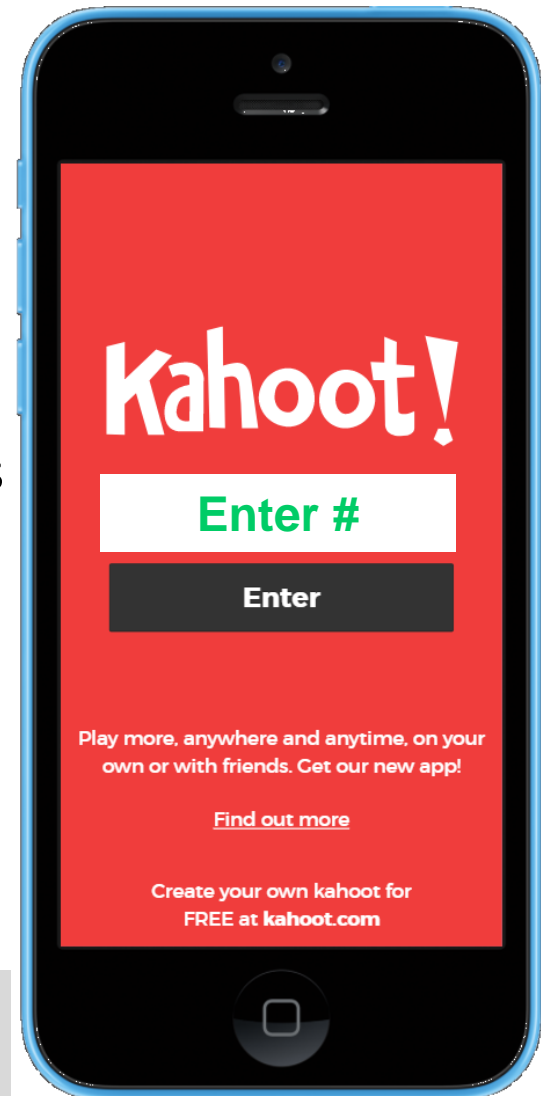 Kahoot!
s
Enter #
Enter
Play more, anywhere and anytime, on your
own or with friends. Get our new app!
Find out more
Create your own kahoot for
FREE at kahoot.com